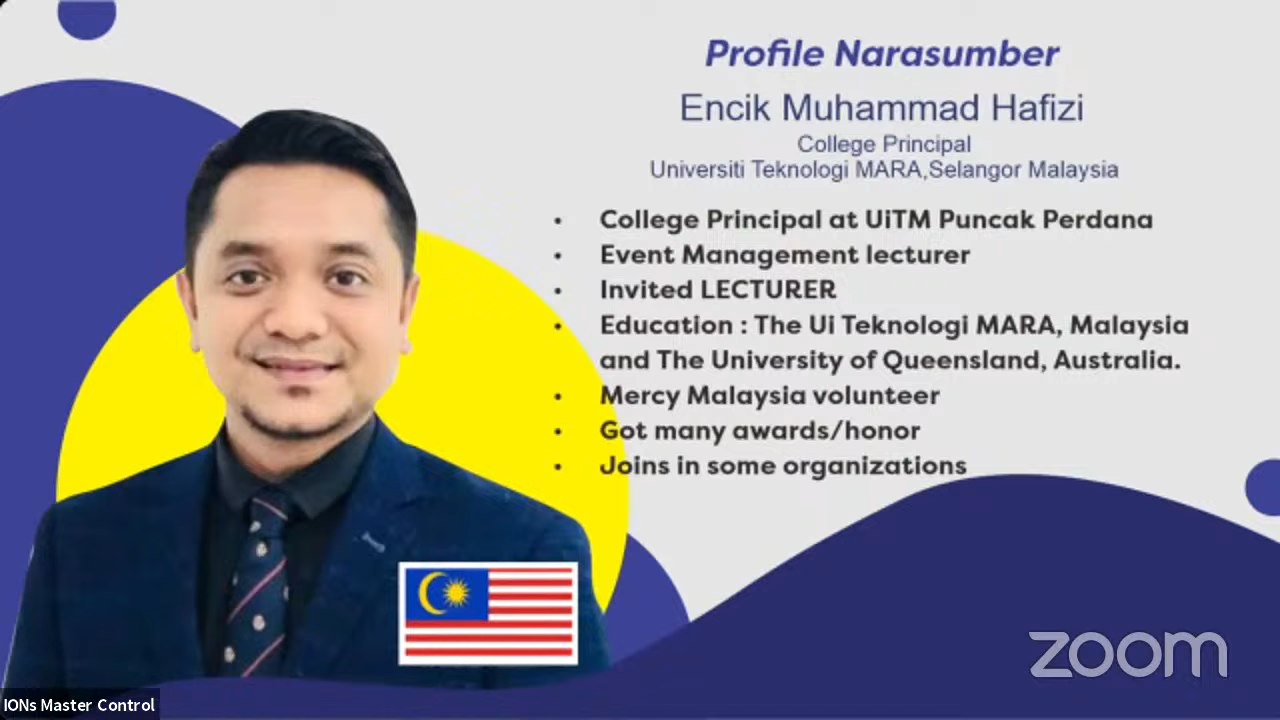 Profile Narasumber
Encik Muhammad Hafizi
College Principal
Universiti Teknologi MARA,Selangor Malaysia
• College Principal at UiTM Puncak Perdana
• Event Management lecturer
• Invited LECTURER
• Education : The Ui Teknologi MARA, Malaysia
and The University of Queensland, Australia.
• Mercy Malaysia volunteer
• Got many awards/honor
• Joins in some organizations
zoom
IONs Master Control